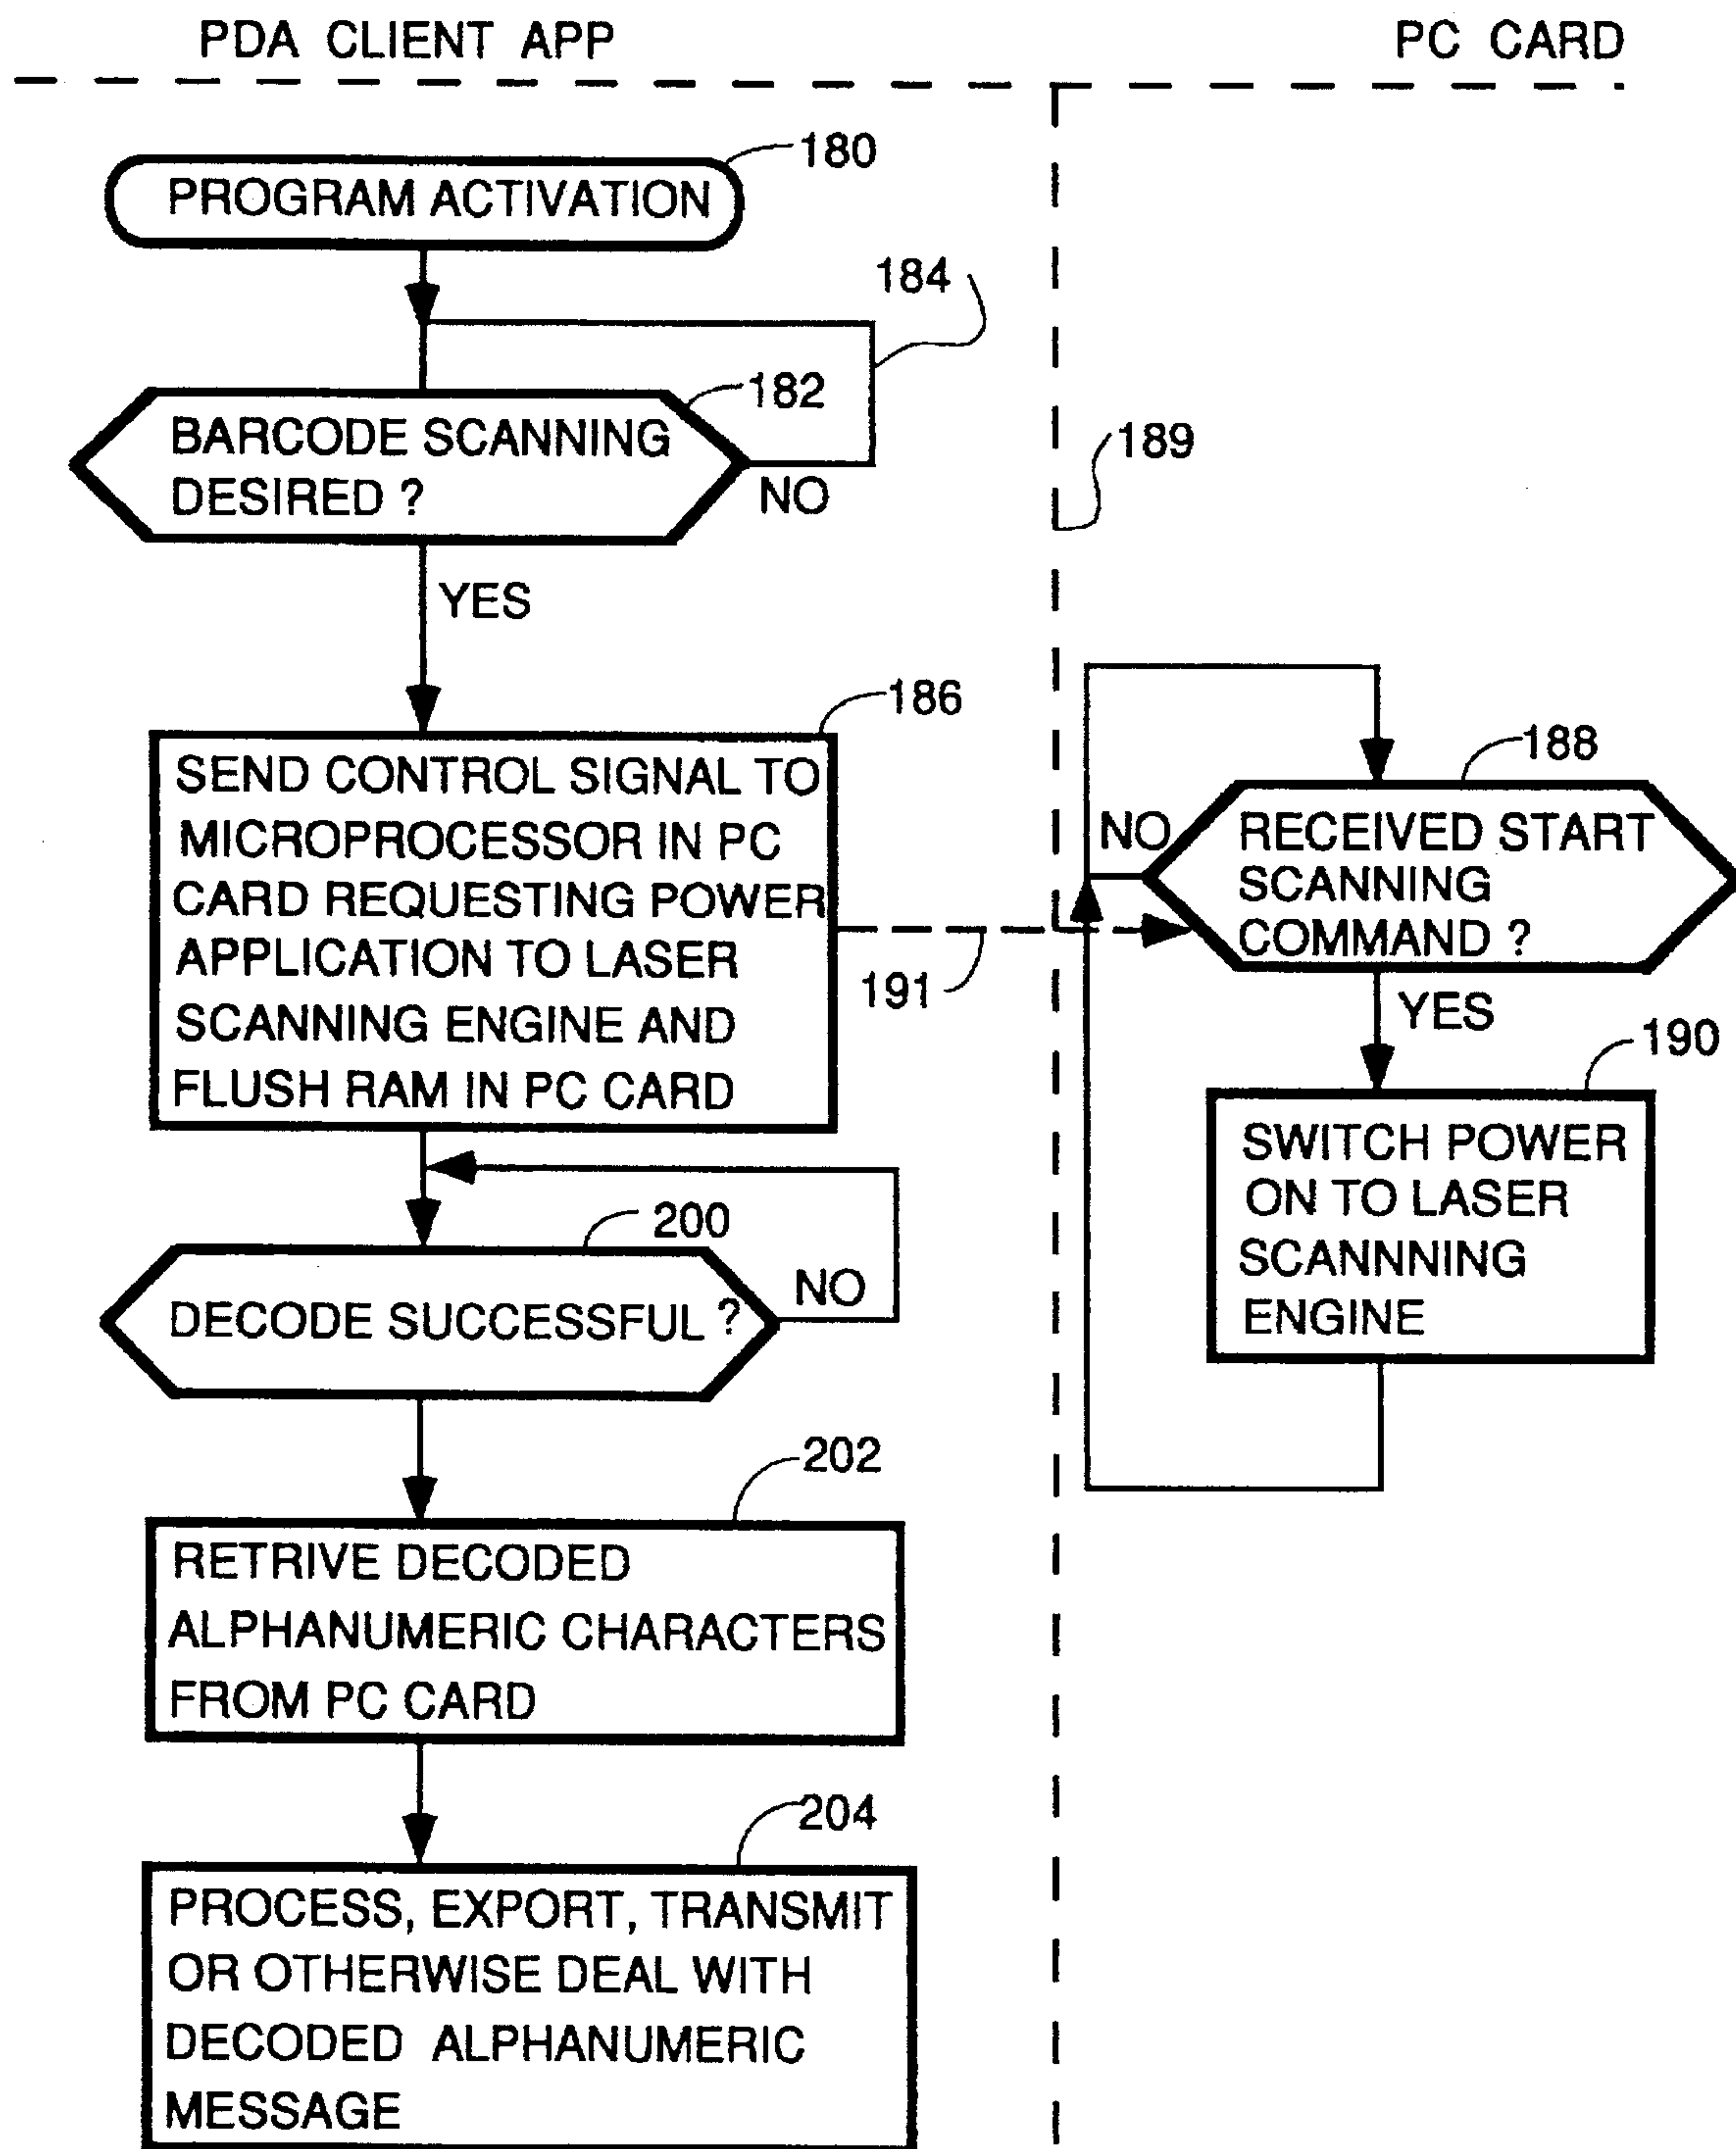 PDA CLIENT APP
PC CARD
180
PROGRAM ACTIVATION
184
182
BARCODE SCANNING
DESIRED ?
NO
189
YES
186
SEND CONTROL SIGNAL TO
MICROPROCESSOR IN PC
CARD REQUESTING POWER
APPLICATION TO LASER
SCANNING ENGINE AND
FLUSH RAM IN PC CARD
191
188
NO
RECEIVED START
SCANNING
COMMAND ?
YES
190
SWITCH POWER
ON TO LASER
SCANNNING
ENGINE
200
DECODE SUCCESSFUL ?
NO
202
RETRIVE DECODED
ALPHANUMERIC CHARACTERS
FROM PC CARD
204
PROCESS, EXPORT, TRANSMIT
OR OTHERWISE DEAL WITH
DECODED ALPHANUMERIC
MESSAGE